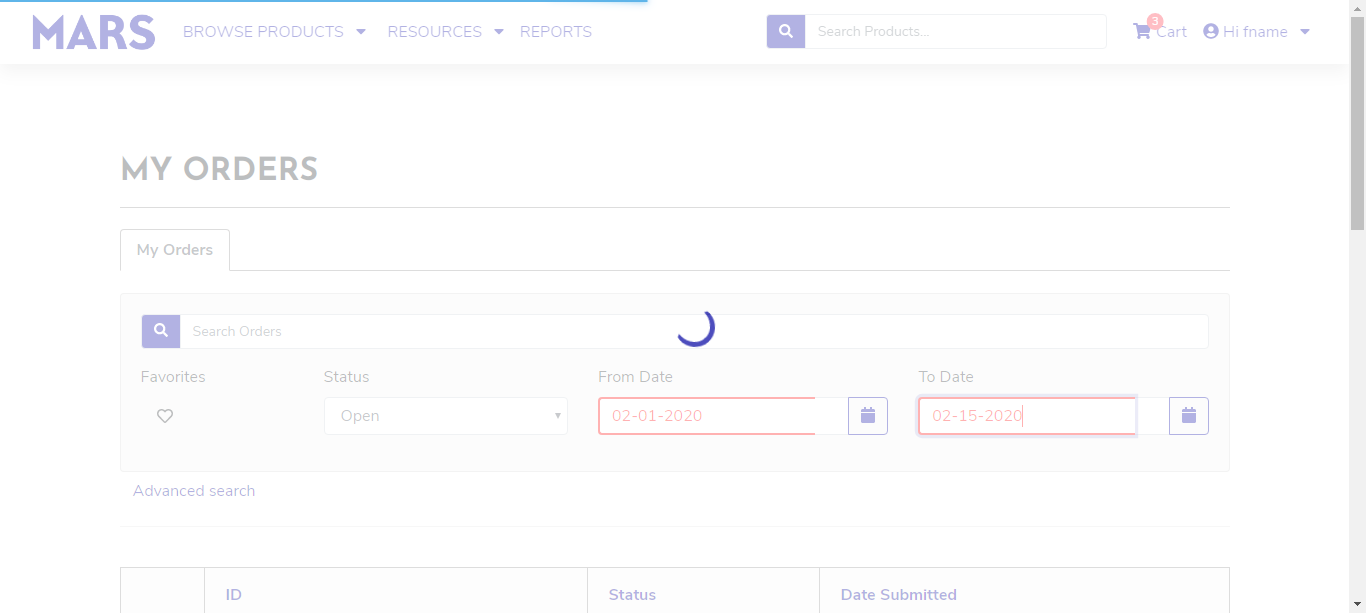 MARS BROWSE PRODUCTS RESOURCES REPORTS Search Products... 3 Cart Hi fname
MY ORDERS
My Orders
Search Orders
Favorites Status From Date To Date
Open 02-01-2020 02-15-2020
Advanced search
ID Status Date Submitted